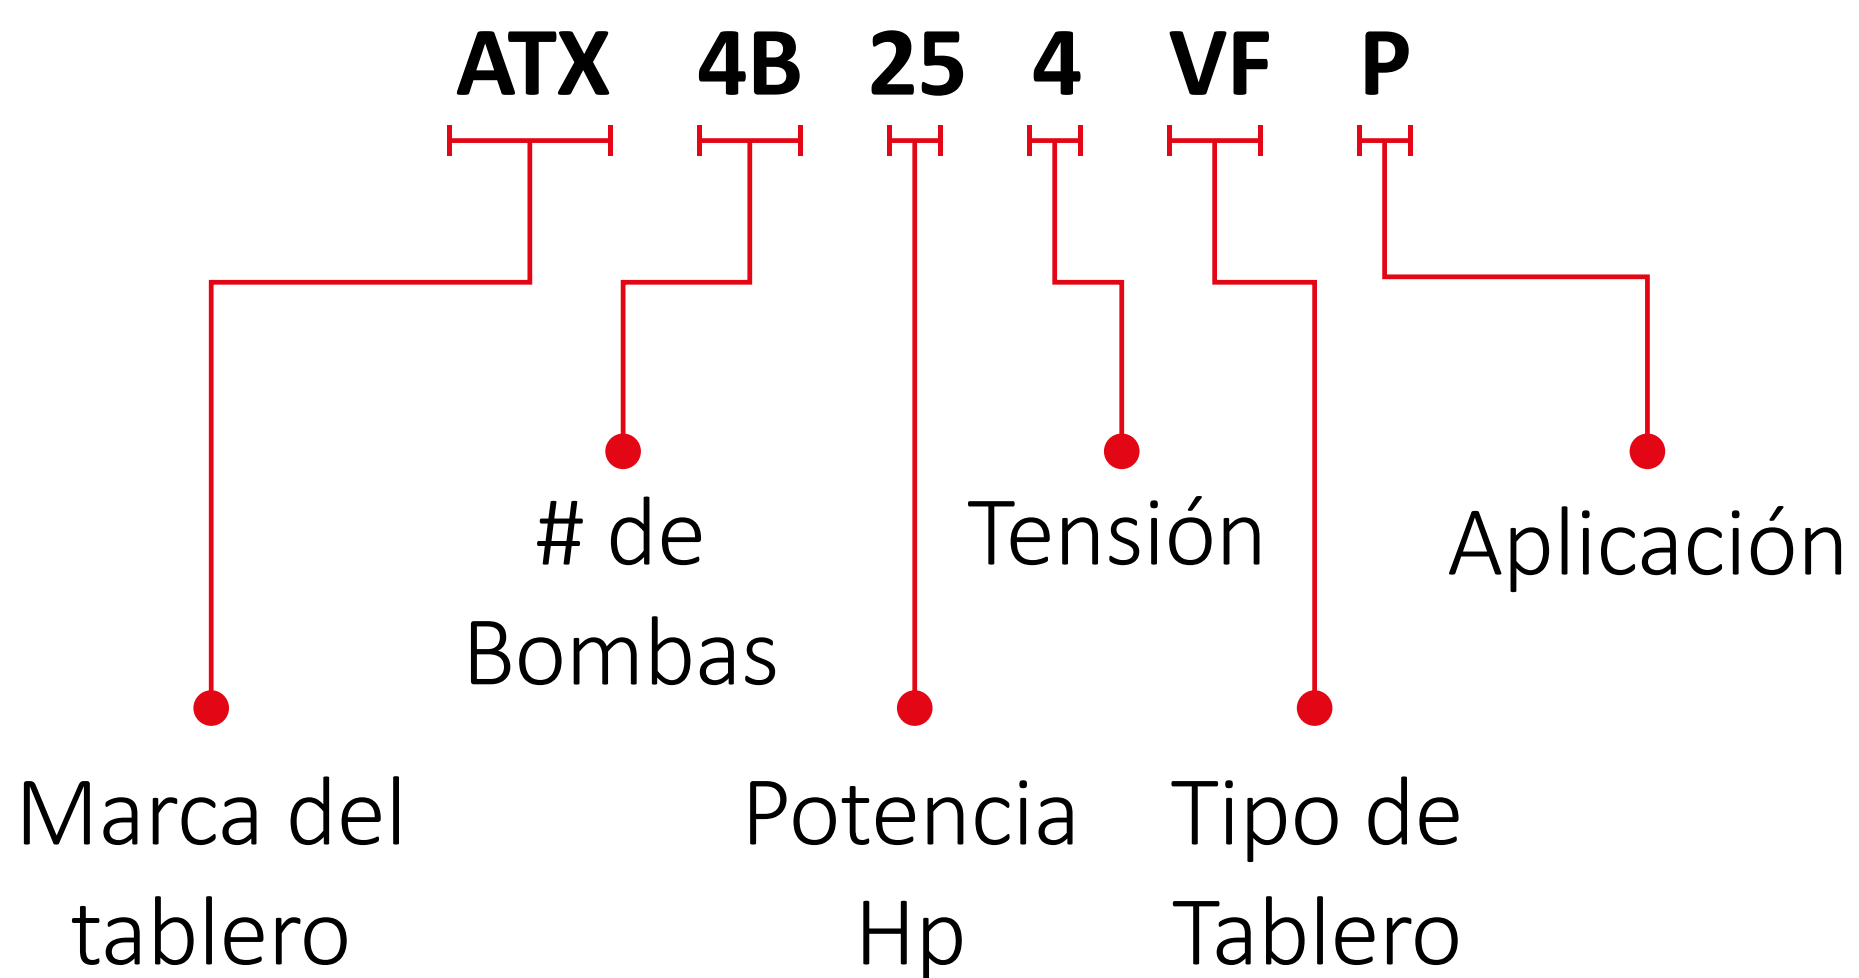 ATX 4B 25 4 VF P
# de
Bombas
Tensión
Aplicación
Marca del
tablero
Potencia
Hp
Tipo de
Tablero